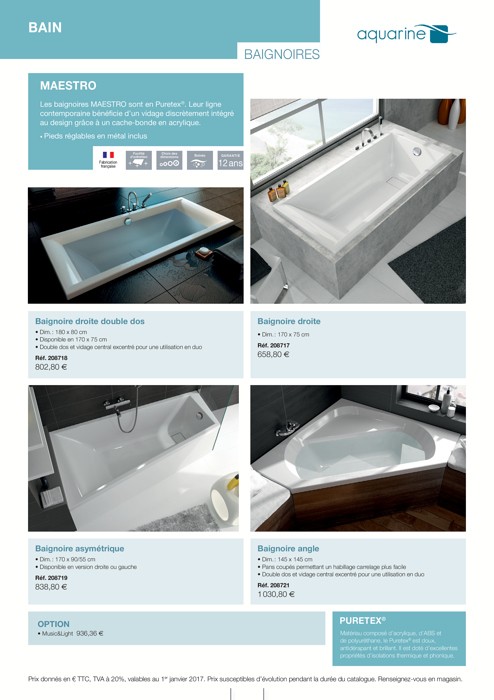 BAIN
aquarine
BAIGNOIRES
MAESTRO
Les baignoires MAESTRO sont en Puretex®. Leur ligne
contemporaine bénéficie d'un vidage discrètement intégré
au design grâce à un cache-bonde en acrylique.
• Pieds réglables en métal inclus
Fabrication
française
GARANTIE
12 ans
Baignoire droite double dos
• Dim. : 180 x 80 cm
• Disponible en 170 x 75 cm
• Double dos et vidage central excentré pour une utilisation en duo
Réf. 208718
802,80 €
Baignoire droite
• Dim. : 170 x 75 cm
Réf. 208717
658,80 €
Baignoire asymétrique
• Dim. : 170 x 90/55 cm
• Disponible en version droite ou gauche
Réf. 208719
838,80 €
Baignoire angle
• Dim. : 145 x 145 cm
• Pans coupés permettant un habillage carrelage plus facile
• Double dos et vidage central excentré pour une utilisation en duo
Réf. 208721
1 030,80 €
OPTION
• Music&Light 936,36 €
PURETEX®
Matériau composé d'acrylique, d'ABS et
de polyuréthane, le Puretex® est doux,
antidérapant et brillant. Il est doté d'excellentes
propriétés d'isolations thermique et phonique.
Prix donnés en € TTC, TVA à 20%, valables au 1er janvier 2017. Prix susceptibles d'évolution pendant la durée du catalogue. Renseignez-vous en magasin.